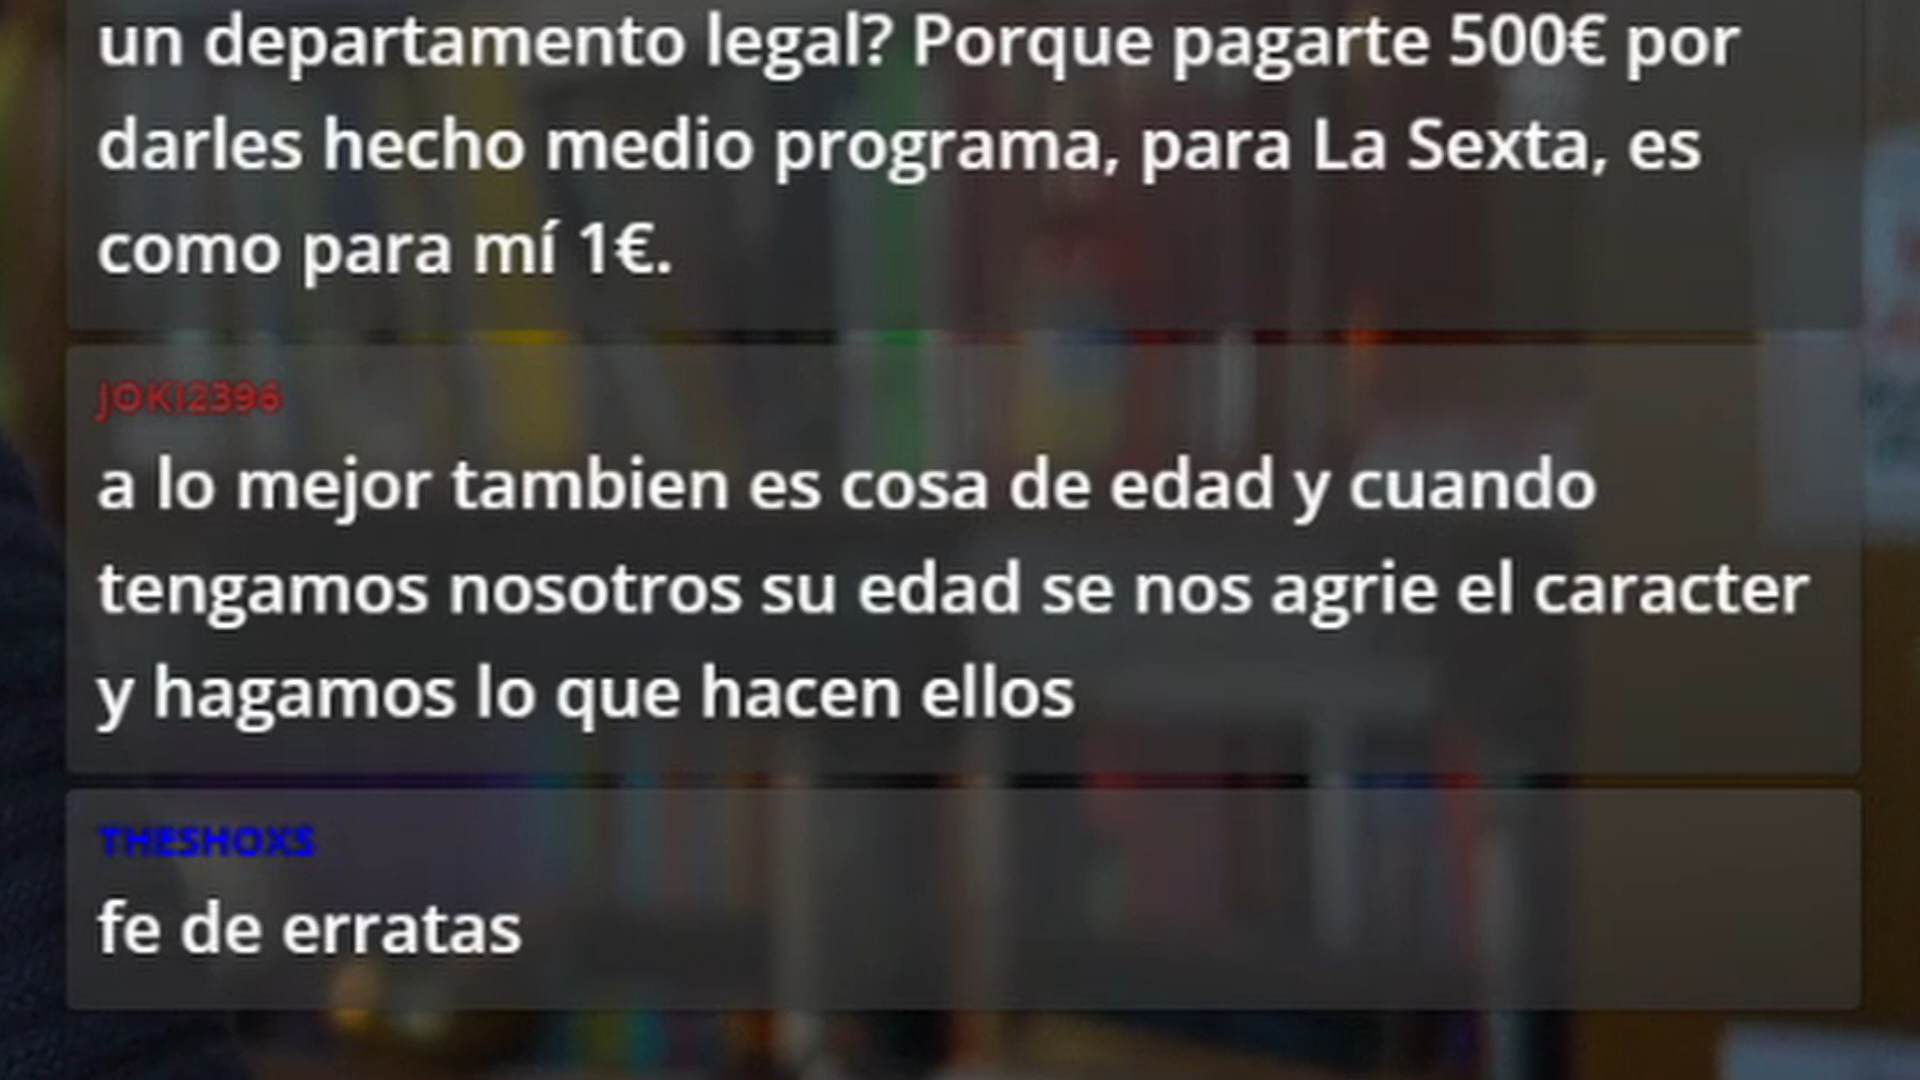 un departamento legal? Porque pagarte 500€ por
darles hecho medio programa, para La Sexta, es
como para mí 1€.
JOKI2396
a lo mejor tambien es cosa de edad y cuando
tengamos nosotros su edad se nos agrie el caracter
y hagamos lo que hacen ellos
THESHOXS
fe de erratas